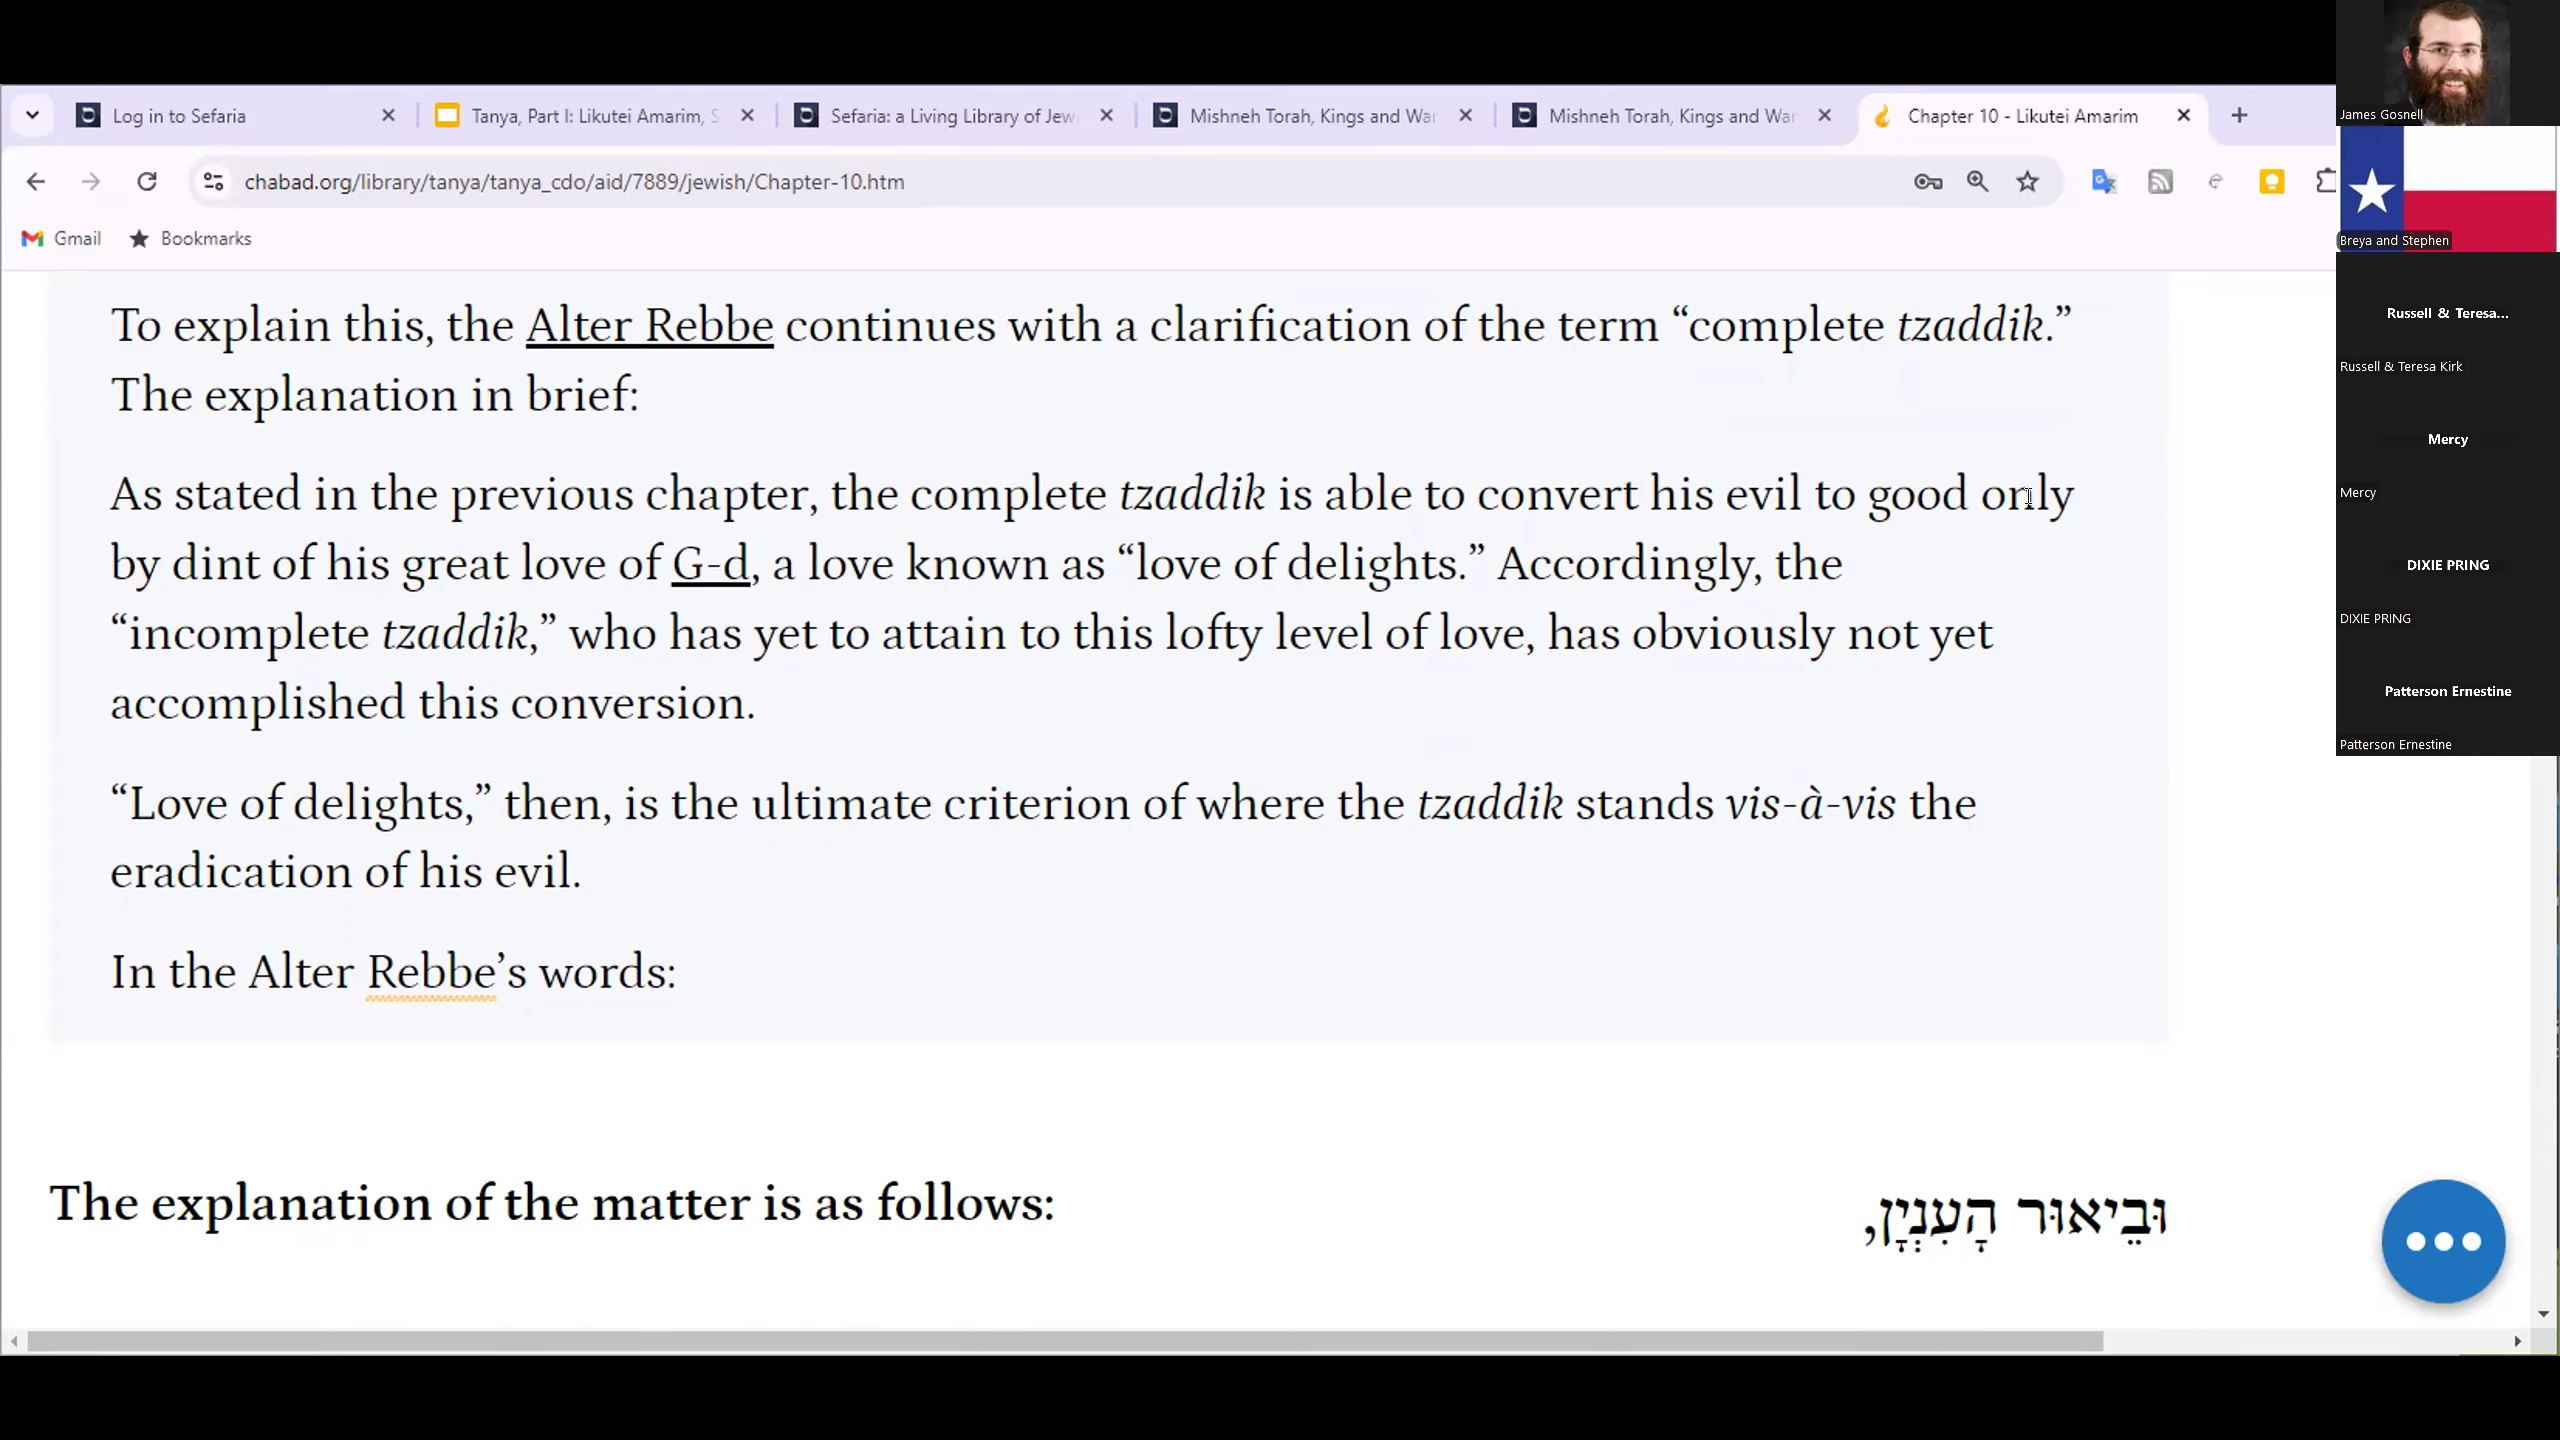 Log in to Sefaria
Tanya, Part I: Likutei Amarim, S
Sefaria: a Living Library of Jew
Mishneh Torah, Kings and War
Mishneh Torah, Kings and War
Chapter 10 - Likutei Amarim
chabad.org/library/tanya/tanya_cdo/aid/7889/jewish/Chapter-10.htm
Gmail
Bookmarks
To explain this, the Alter Rebbe continues with a clarification of the term “complete tzaddik.”
The explanation in brief:
As stated in the previous chapter, the complete tzaddik is able to convert his evil to good only
by dint of his great love of G-d, a love known as “love of delights.” Accordingly, the
“incomplete tzaddik,” who has yet to attain to this lofty level of love, has obviously not yet
accomplished this conversion.
“Love of delights,” then, is the ultimate criterion of where the tzaddik stands vis-à-vis the
eradication of his evil.
In the Alter Rebbe’s words:
The explanation of the matter is as follows:
וּבֵיאוּר הָעִנְיָן,
James Gosnell
Breya and Stephen
Russell & Teresa...
Russell & Teresa Kirk
Mercy
Mercy
DIXIE PRING
DIXIE PRING
Patterson Ernestine
Patterson Ernestine